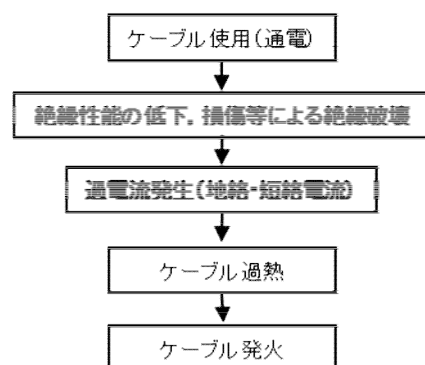 ケーブル使用(通電)
絶縁性能の低下，損傷等による絶縁破壊
過電流発生(地絡・短絡電流)
ケーブル過熱
ケーブル発火